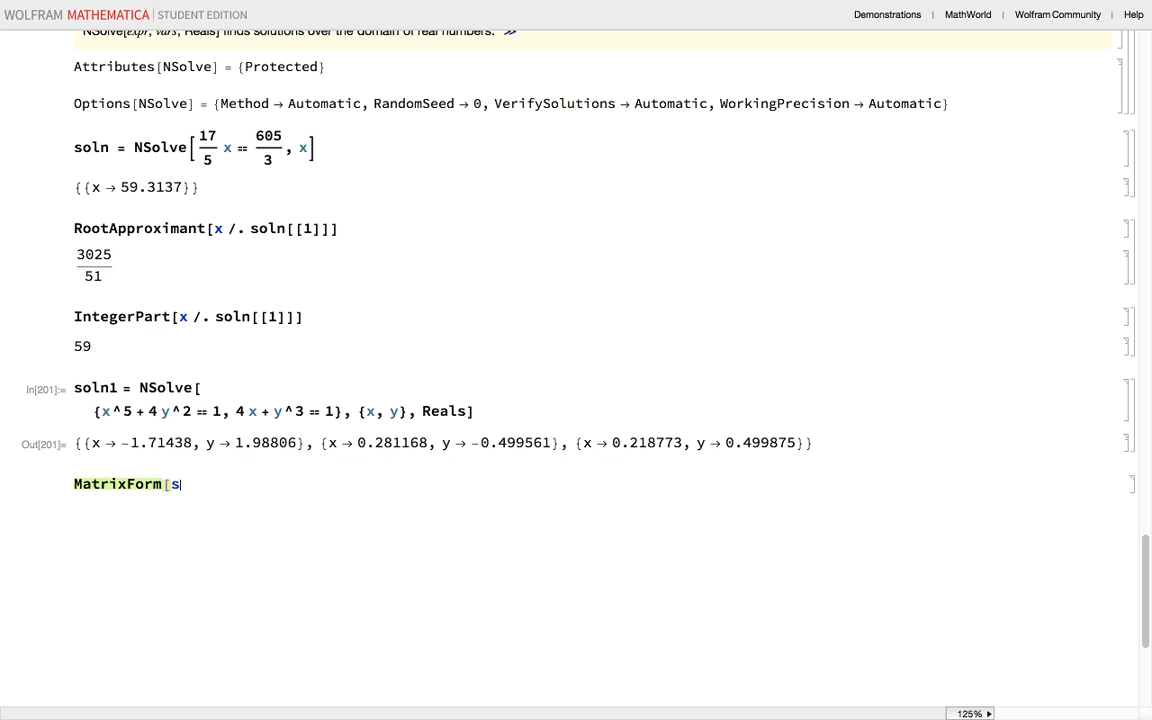 WOLFRAM MATHEMATICA | STUDENT EDITION
Demonstrations | MathWorld | Wolfram Community | Help
NSolve[expr, vars, Reals] finds solutions over the domain of real numbers. >>
Attributes[NSolve] = {Protected}
Options[NSolve] = {Method → Automatic, RandomSeed → 0, VerifySolutions → Automatic, WorkingPrecision → Automatic}
soln = NSolve[17/5 x == 605/3, x]
{{x → 59.3137}}
RootApproximant[x /. soln[[1]]]
3025
51
IntegerPart[x /. soln[[1]]]
59
In[201]:= soln1 = NSolve[
{x^5 + 4 y^2 == 1, 4 x + y^3 == 1}, {x, y}, Reals]
Out[201]= {{x → -1.71438, y → 1.98806}, {x → 0.281168, y → -0.499561}, {x → 0.218773, y → 0.499875}}
MatrixForm[s
125%